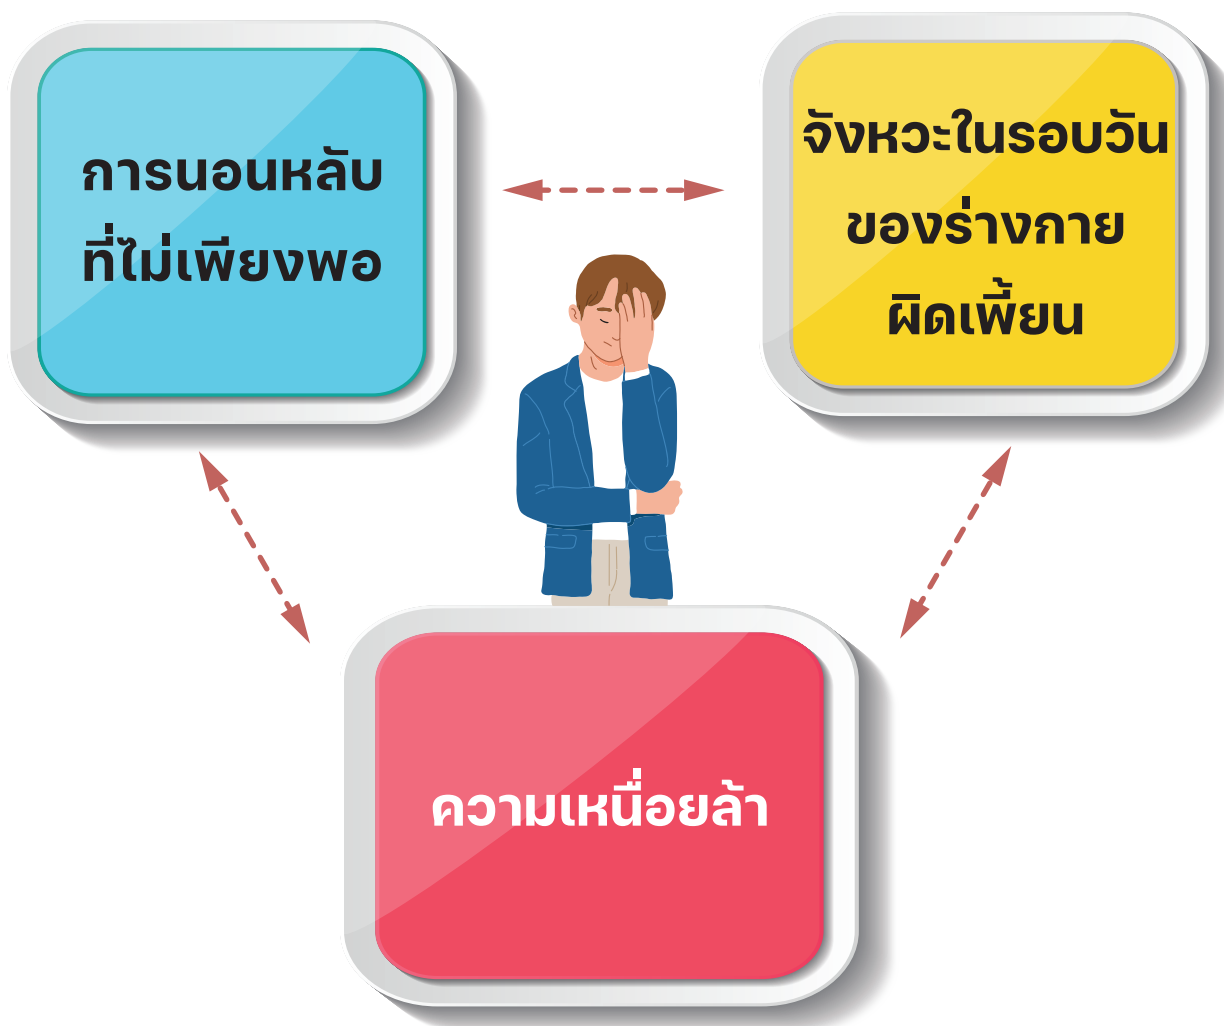 การนอนหลับ
ที่ไม่เพียงพอ
จังหวะในรอบวัน
ของร่างกาย
ผิดเพี้ยน
ความเหนื่อยล้า